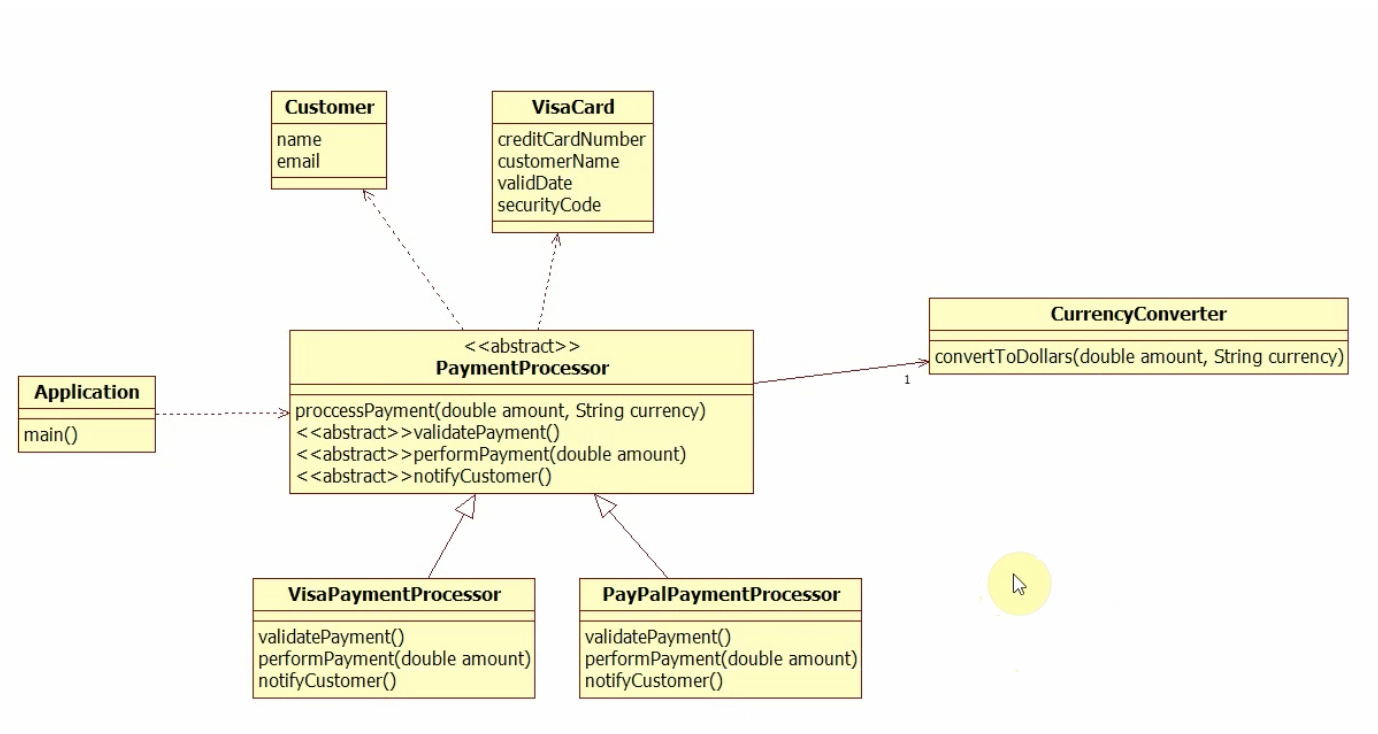 Customer
name
email
VisaCard
creditCardNumber
customerName
validDate
securityCode
CurrencyConverter
convertToDollars(double amount, String currency)
1
<<abstract>>
PaymentProcessor
proccessPayment(double amount, String currency)
<<abstract>>validatePayment()
<<abstract>>performPayment(double amount)
<<abstract>>notifyCustomer()
Application
main()
VisaPaymentProcessor
validatePayment()
performPayment(double amount)
notifyCustomer()
PayPalPaymentProcessor
validatePayment()
performPayment(double amount)
notifyCustomer()